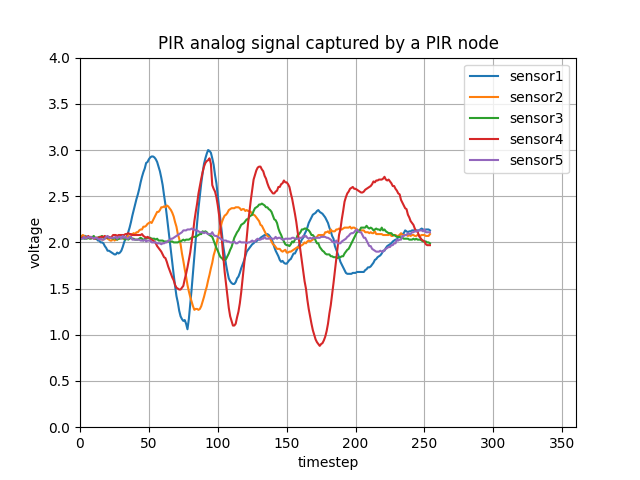 PIR analog signal captured by a PIR node
4.0
3.5
3.0
2.5
2.0
1.5
1.0
0.5
0.0
voltage
0 50 100 150 200 250 300 350
timestep
sensor1
sensor2
sensor3
sensor4
sensor5